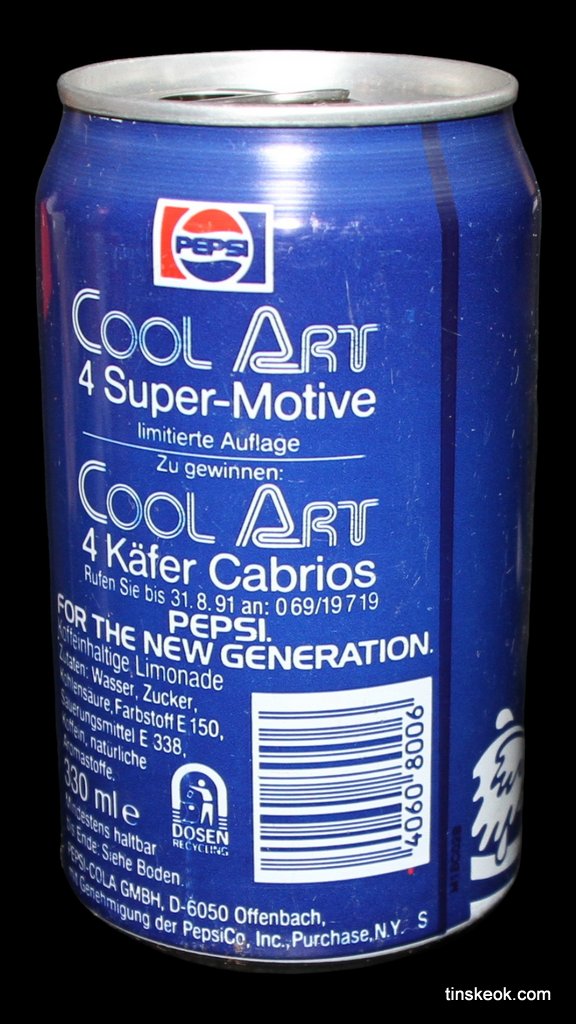 PEPSI
COOL ART
4 Super-Motive
limitierte Auflage
Zu gewinnen:
COOL ART
4 Käfer Cabrios
Rufen Sie bis 31.8.91 an: 069/19719
PEPSI.
FOR THE NEW GENERATION.
Koffeinhaltige Limonade
Zutaten: Wasser, Zucker,
Kohlensäure, Farbstoff E 150,
Säuerungsmittel E 338,
Koffein, natürliche
Aromastoffe.
330 ml e
Mindestens haltbar
bis Ende: Siehe Boden.
PEPSI-COLA GMBH, D-6050 Offenbach,
mit Genehmigung der PepsiCo, Inc., Purchase, N.Y. S
DOSEN
RECYCLING
4060 8006
tinskeok.com